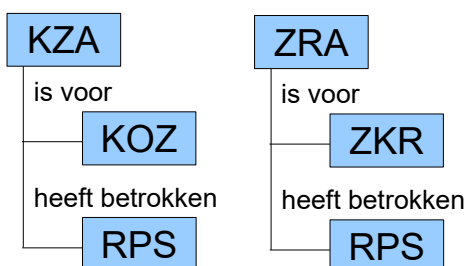 KZA
is voor
KOZ
heeft betrokken
RPS
ZRA
is voor
ZKR
heeft betrokken
RPS